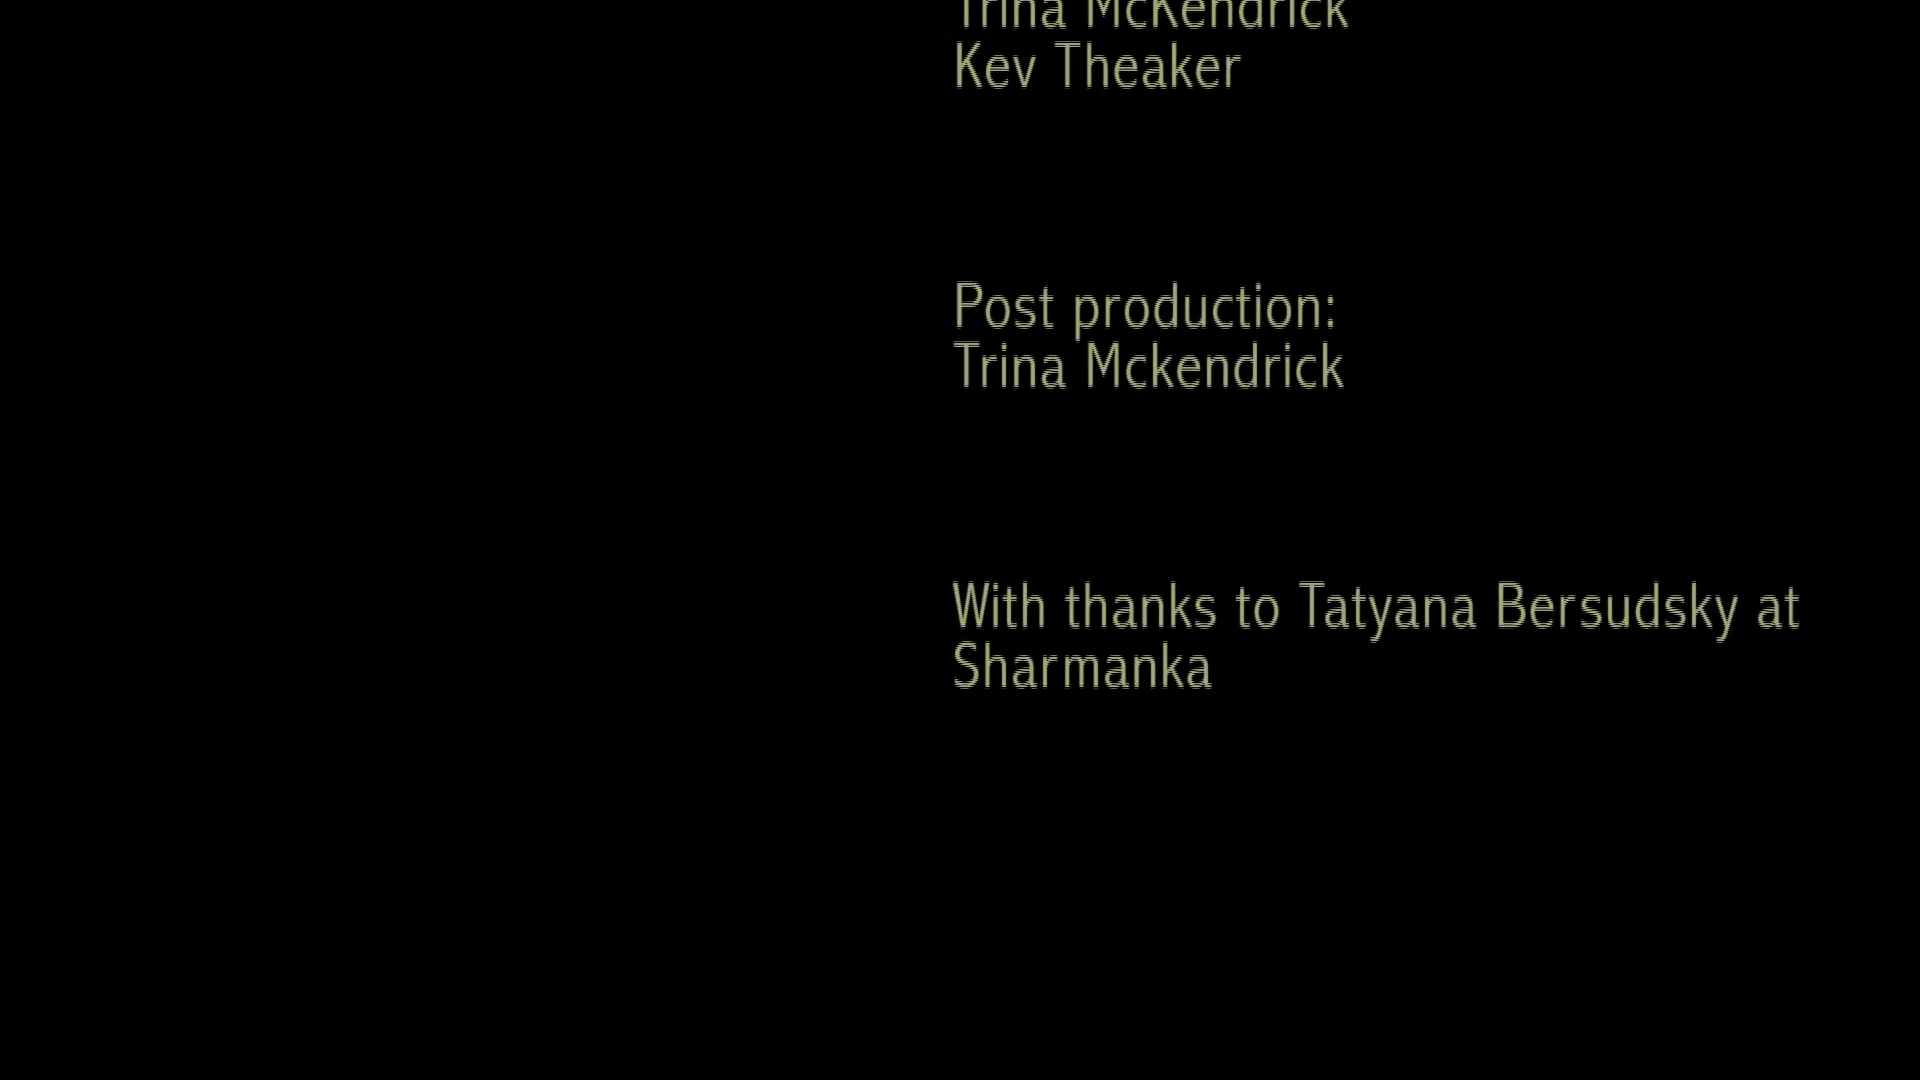 Trina McKendrick
Kev Theaker
Post production:
Trina Mckendrick
With thanks to Tatyana Bersudsky at
Sharmanka